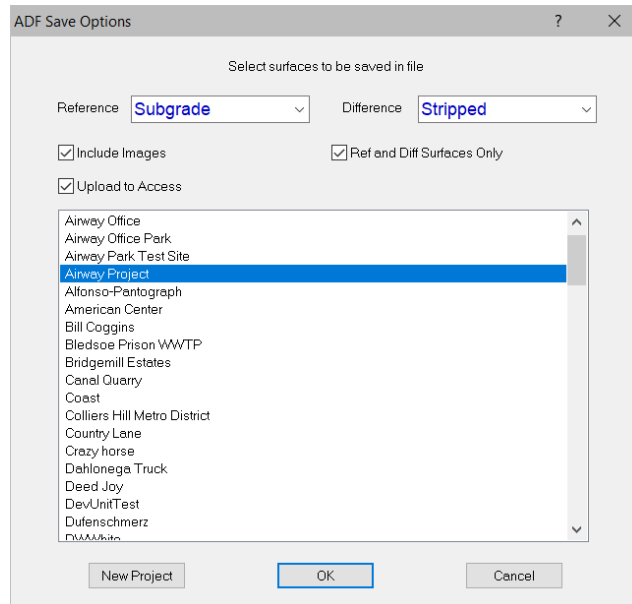 ADF Save Options
Select surfaces to be saved in file
Reference Subgrade Difference Stripped
Include Images Ref and Diff Surfaces Only
Upload to Access
Airway Office
Airway Office Park
Airway Park Test Site
Airway Project
Alfonso-Pantograph
American Center
Bill Coggins
Bledsoe Prison WWTP
Bridgemill Estates
Canal Quarry
Coast
Colliers Hill Metro District
Country Lane
Crazy horse
Dahlonega Truck
Deed Joy
DevUnitTest
Dufenschmerz
New Project OK Cancel